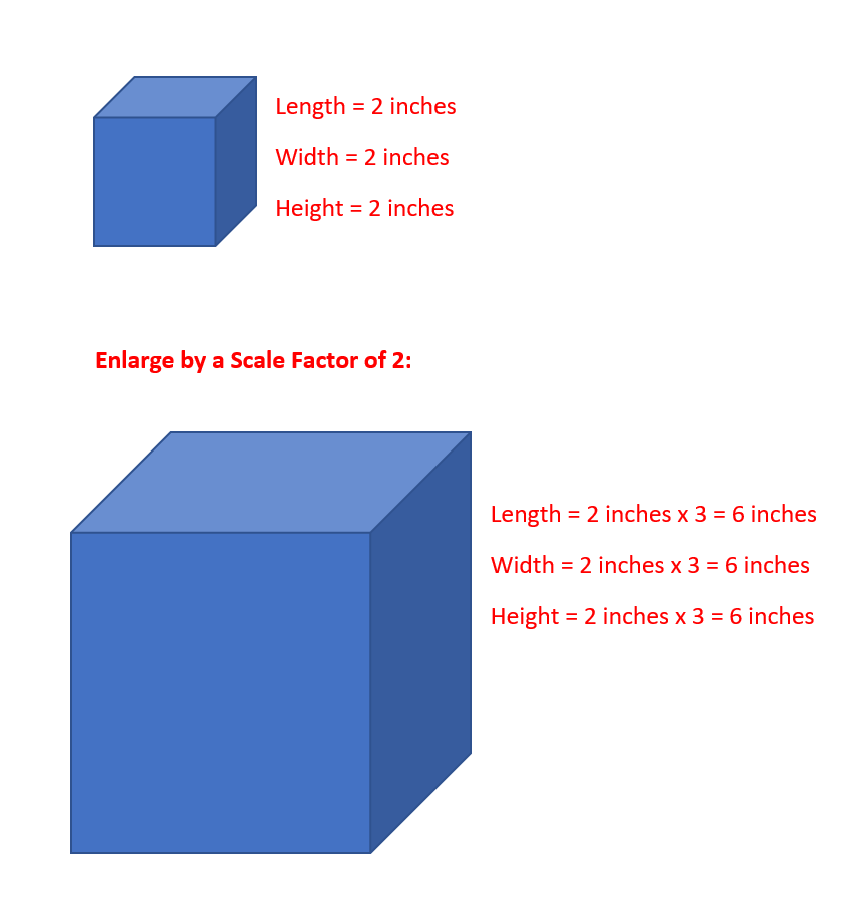 Length = 2 inches
Width = 2 inches
Height = 2 inches
Enlarge by a Scale Factor of 2:
Length = 2 inches x 3 = 6 inches
Width = 2 inches x 3 = 6 inches
Height = 2 inches x 3 = 6 inches